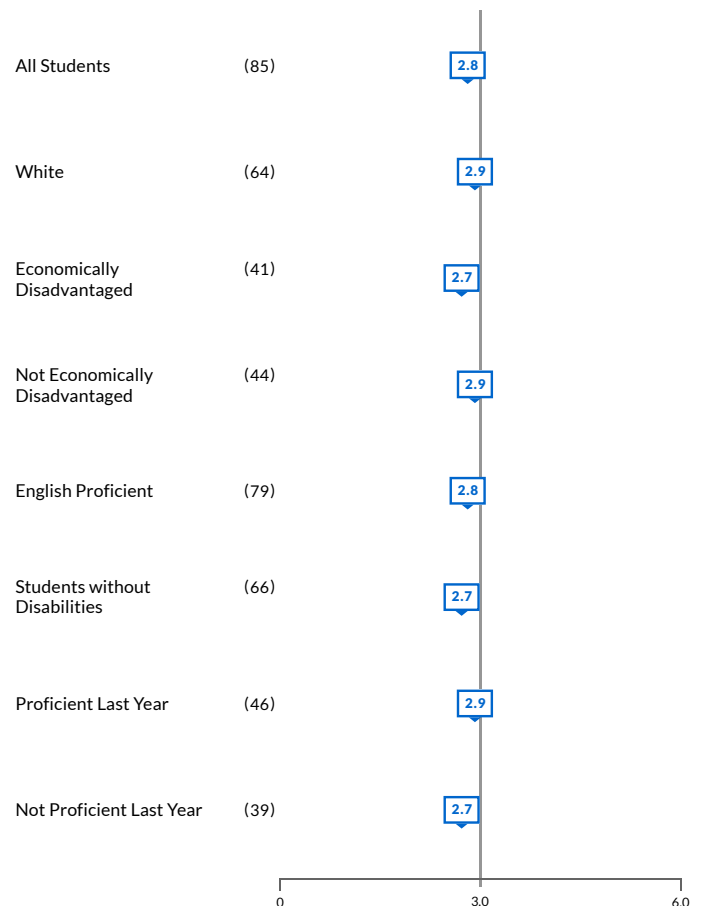 All Students (85) 2.8
White (64) 2.9
Economically (41) 2.7
Disadvantaged
Not Economically (44) 2.9
Disadvantaged
English Proficient (79) 2.8
Students without (66) 2.7
Disabilities
Proficient Last Year (46) 2.9
Not Proficient Last Year (39) 2.7
0 3.0 6.0